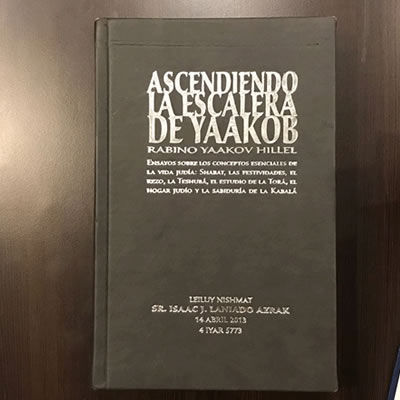 ASCENDIENDO
LA ESCALERA
DE YAAKOB
RABINO YAAKOV HILLEL
ENSAYOS SOBRE LOS CONCEPTOS ESENCIALES DE
LA VIDA JUDÍA: SHABAT, LAS FESTIVIDADES, EL
REZO, LA TESHUBÁ, EL ESTUDIO DE LA TORÁ, EL
HOGAR JUDÍO Y LA SABIDURÍA DE LA KABALÁ
LEILUY NISHMAT
SR. ISAAC J. LANIADO AYRAK
14 ABRIL 2013
4 IYAR 5773